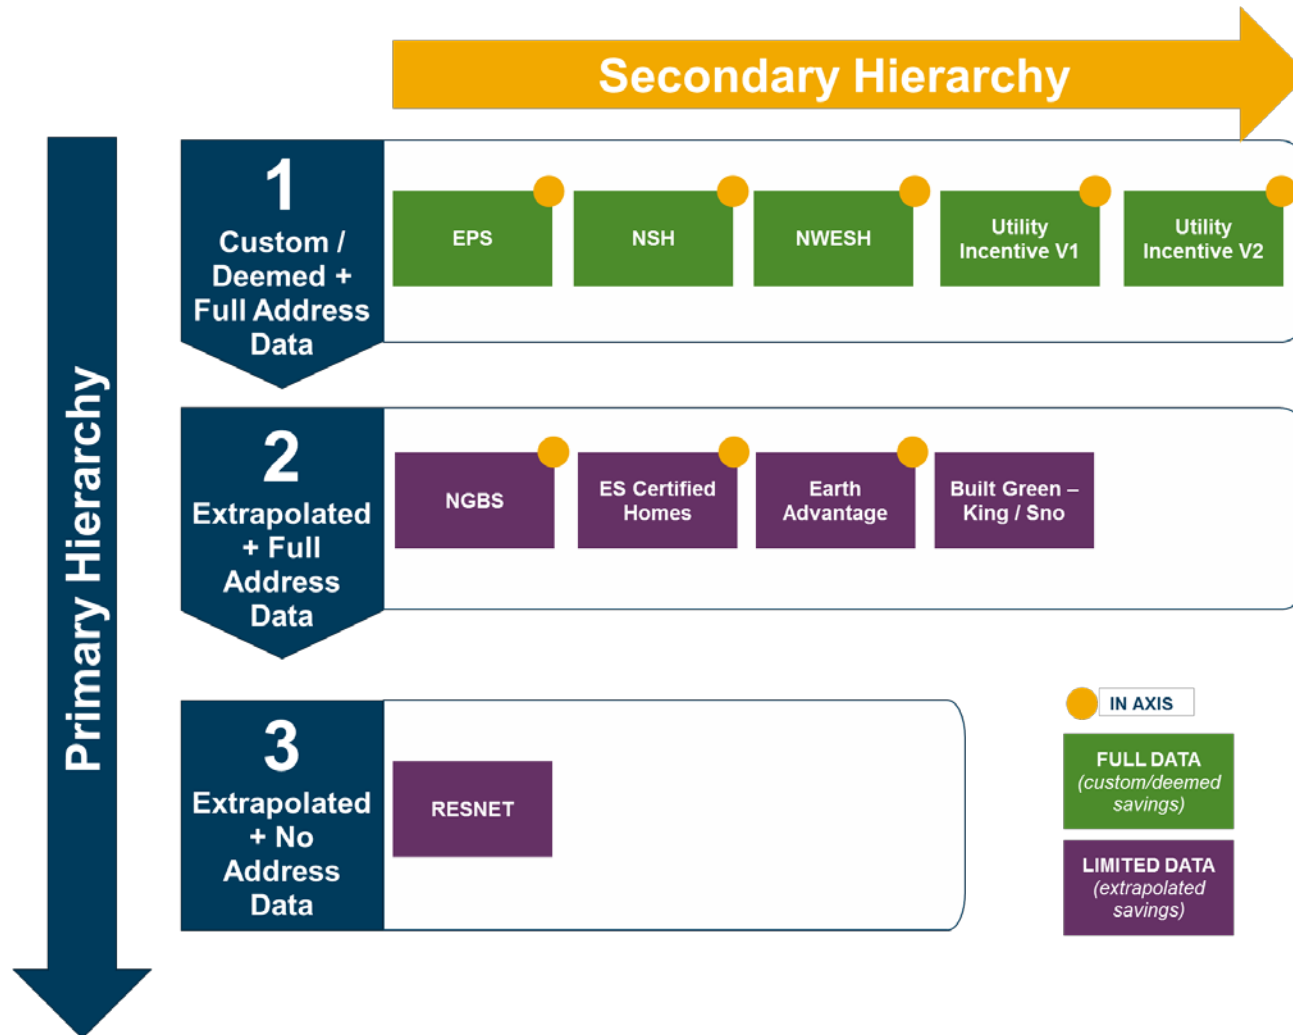 Secondary Hierarchy
Primary Hierarchy
1
Custom /
Deemed +
Full Address
Data
EPS
NSH
NWESH
Utility
Incentive V1
Utility
Incentive V2
2
Extrapolated
+ Full
Address
Data
NGBS
ES Certified
Homes
Earth
Advantage
Built Green –
King / Sno
3
Extrapolated
+ No
Address
Data
RESNET
IN AXIS
FULL DATA
(custom/deemed
savings)
LIMITED DATA
(extrapolated
savings)